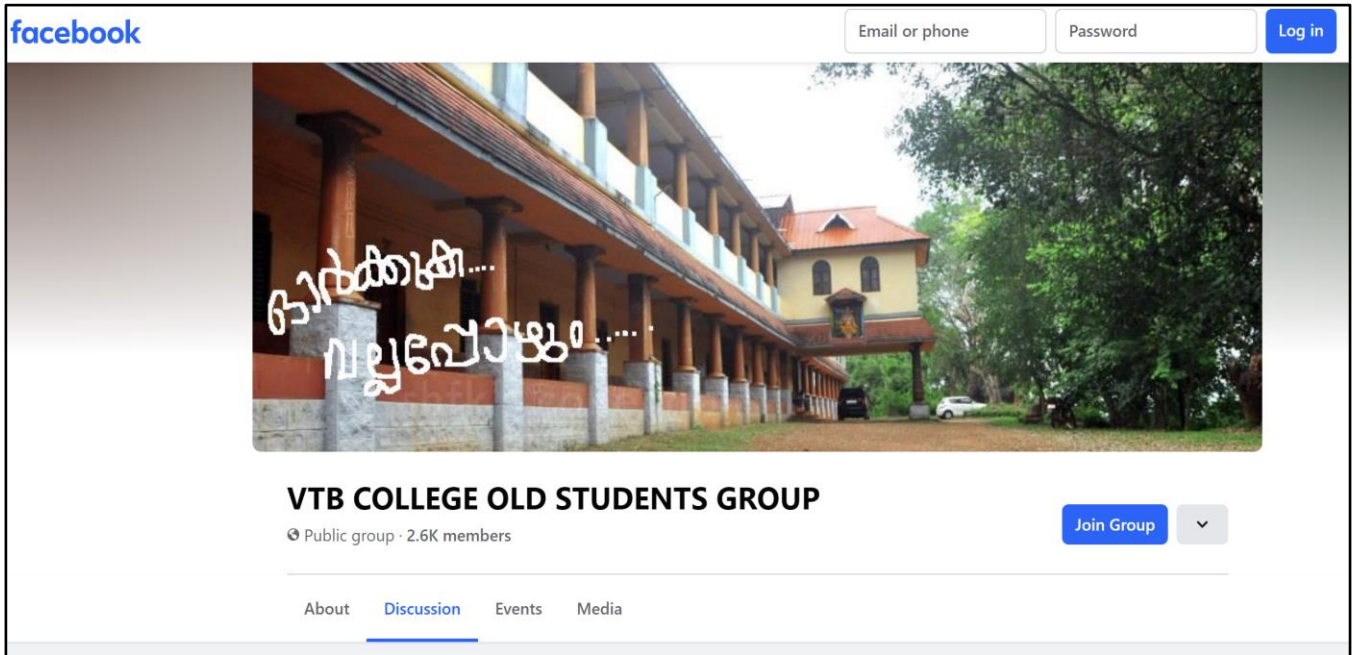 facebook
Email or phone Password Log in
ഓർക്കുക....
വല്ലപ്പോഴും.....
VTB COLLEGE OLD STUDENTS GROUP
Public group · 2.6K members
Join Group
About Discussion Events Media